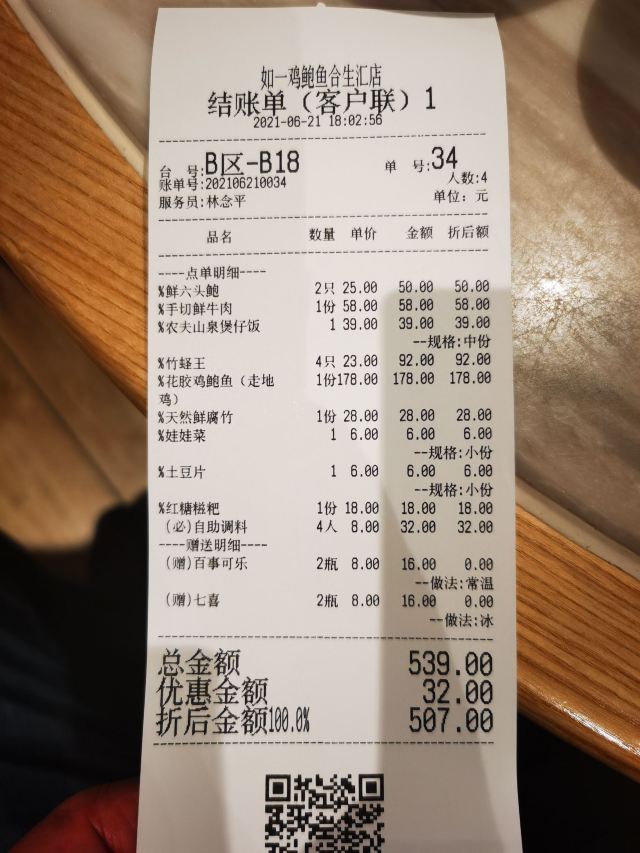 如一鸡鲍鱼合生汇店
结账单（客户联）1
2021-06-21 18:02:56
台 号:B区-B18 单 号:34
账单号:202106210034 人数:4
服务员:林念平 单位：元
品名 数量 单价 金额 折后额
----点单明细----
%鲜六头鲍 2只 25.00 50.00 50.00
%手切鲜牛肉 1份 58.00 58.00 58.00
%农夫山泉煲仔饭 1 39.00 39.00 39.00
--规格:中份
%竹蛏王 4只 23.00 92.00 92.00
%花胶鸡鲍鱼（走地 1份178.00 178.00 178.00
鸡）
%天然鲜腐竹 1份 28.00 28.00 28.00
%娃娃菜 1 6.00 6.00 6.00
--规格:小份
%土豆片 1 6.00 6.00 6.00
--规格:小份
%红糖糍粑 1份 18.00 18.00 18.00
(必)自助调料 4人 8.00 32.00 32.00
----赠送明细----
(赠)百事可乐 2瓶 8.00 16.00 0.00
--做法:常温
(赠)七喜 2瓶 8.00 16.00 0.00
--做法:冰
总金额 539.00
优惠金额 32.00
折后金额100.0% 507.00